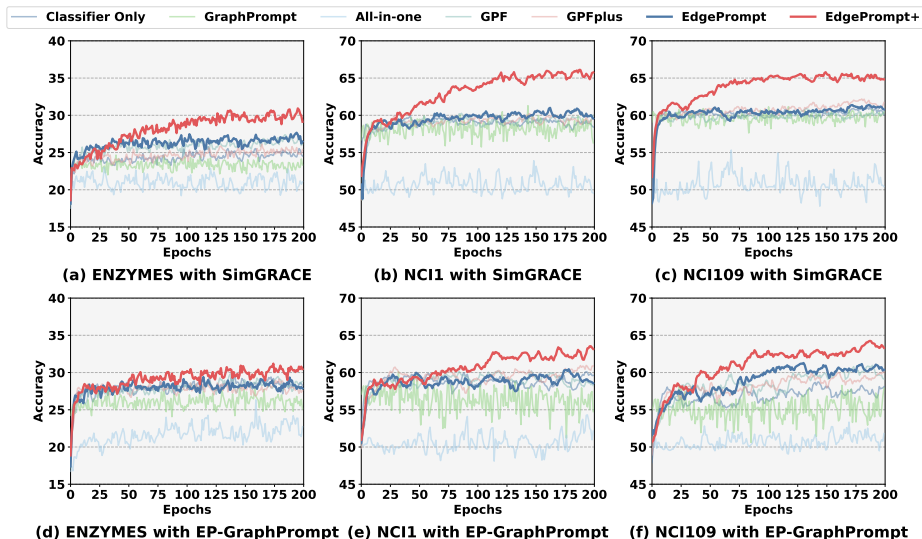 Classifier Only GraphPrompt All-in-one GPF GPFplus EdgePrompt EdgePrompt+
40 70 70
35 65 65
30 60 60
25 55 55
20 50 50
15 45 45
Accuracy Accuracy Accuracy
0 25 50 75 100 125 150 175 200 0 25 50 75 100 125 150 175 200 0 25 50 75 100 125 150 175 200
Epochs Epochs Epochs
(a) ENZYMES with SimGRACE (b) NCI1 with SimGRACE (c) NCI109 with SimGRACE
40 70 70
35 65 65
30 60 60
25 55 55
20 50 50
15 45 45
Accuracy Accuracy Accuracy
0 25 50 75 100 125 150 175 200 0 25 50 75 100 125 150 175 200 0 25 50 75 100 125 150 175 200
Epochs Epochs Epochs
(d) ENZYMES with EP-GraphPrompt (e) NCI1 with EP-GraphPrompt (f) NCI109 with EP-GraphPrompt